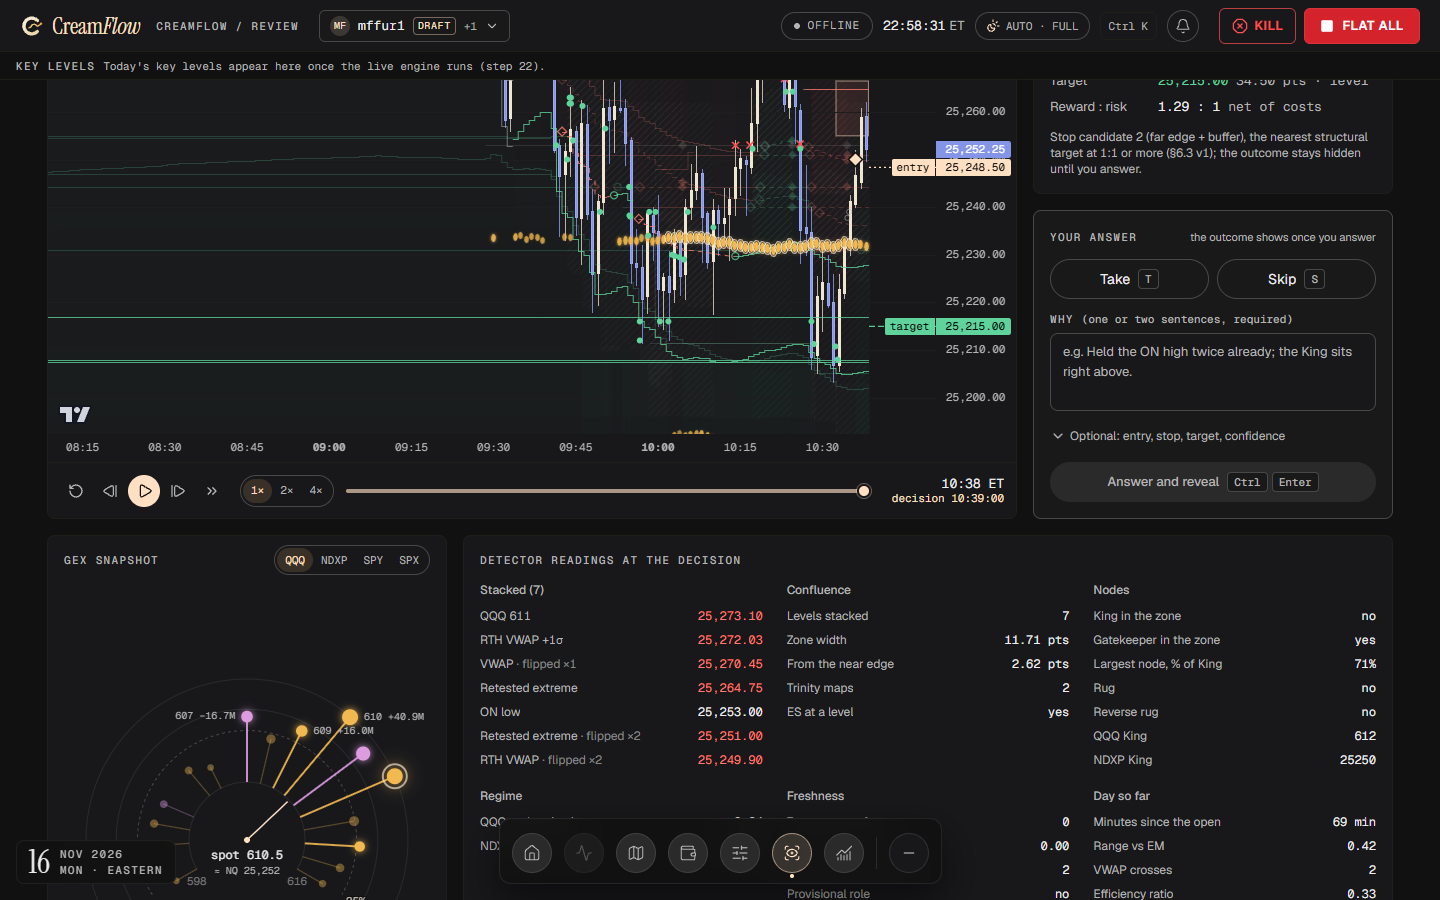 CreamFlow
CREAMFLOW / REVIEW
MF mffur1 DRAFT +1
OFFLINE
22:58:31 ET
AUTO · FULL
Ctrl K
KILL
FLAT ALL
KEY LEVELS Today's key levels appear here once the live engine runs (step 22).
25,260.00
25,252.25
entry 25,248.50
25,240.00
25,230.00
25,220.00
target 25,215.00
25,210.00
25,200.00
08:15 08:30 08:45 09:00 09:15 09:30 09:45 10:00 10:15 10:30
1× 2× 4×
10:38 ET
decision 10:39:00
Target 25,215.00 34.50 pts · level
Reward : risk 1.29 : 1 net of costs
Stop candidate 2 (far edge + buffer), the nearest structural
target at 1:1 or more (§6.3 v1); the outcome stays hidden
until you answer.
YOUR ANSWER the outcome shows once you answer
Take T
Skip S
WHY (one or two sentences, required)
e.g. Held the ON high twice already; the King sits
right above.
Optional: entry, stop, target, confidence
Answer and reveal Ctrl Enter
GEX SNAPSHOT
QQQ NDXP SPY SPX
607 −16.7M
610 +40.9M
609 +16.0M
spot 610.5
≈ NQ 25,252
598
616
16 NOV 2026
MON · EASTERN
DETECTOR READINGS AT THE DECISION
Stacked (7)
QQQ 611 25,273.10
RTH VWAP +1σ 25,272.03
VWAP · flipped ×1 25,270.45
Retested extreme 25,264.75
ON low 25,253.00
Retested extreme · flipped ×2 25,251.00
RTH VWAP · flipped ×2 25,249.90
Confluence
Levels stacked 7
Zone width 11.71 pts
From the near edge 2.62 pts
Trinity maps 2
ES at a level yes
Nodes
King in the zone no
Gatekeeper in the zone yes
Largest node, % of King 71%
Rug no
Reverse rug no
QQQ King 612
NDXP King 25250
Regime
Freshness
0
0.00
2
Provisional role no
Day so far
Minutes since the open 69 min
Range vs EM 0.42
VWAP crosses 2
Efficiency ratio 0.33